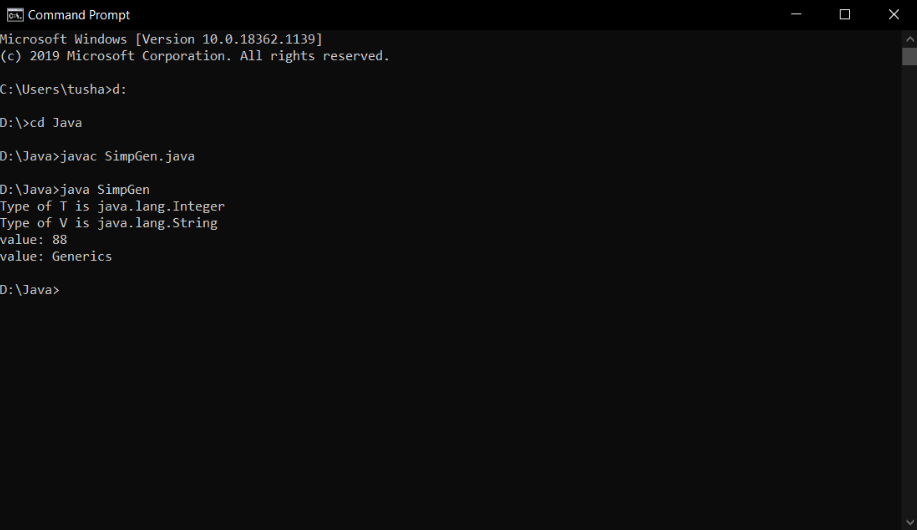 Command Prompt
Microsoft Windows [Version 10.0.18362.1139]
(c) 2019 Microsoft Corporation. All rights reserved.
C:\Users\tusha>d:
D:\>cd Java
D:\Java>javac SimpGen.java
D:\Java>java SimpGen
Type of T is java.lang.Integer
Type of V is java.lang.String
value: 88
value: Generics
D:\Java>